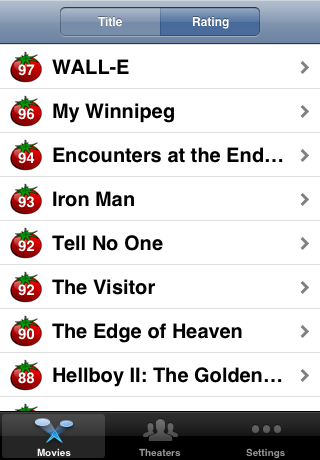 Title Rating
97 WALL-E
96 My Winnipeg
94 Encounters at the End...
93 Iron Man
92 Tell No One
92 The Visitor
90 The Edge of Heaven
88 Hellboy II: The Golden...
Movies Theaters Settings